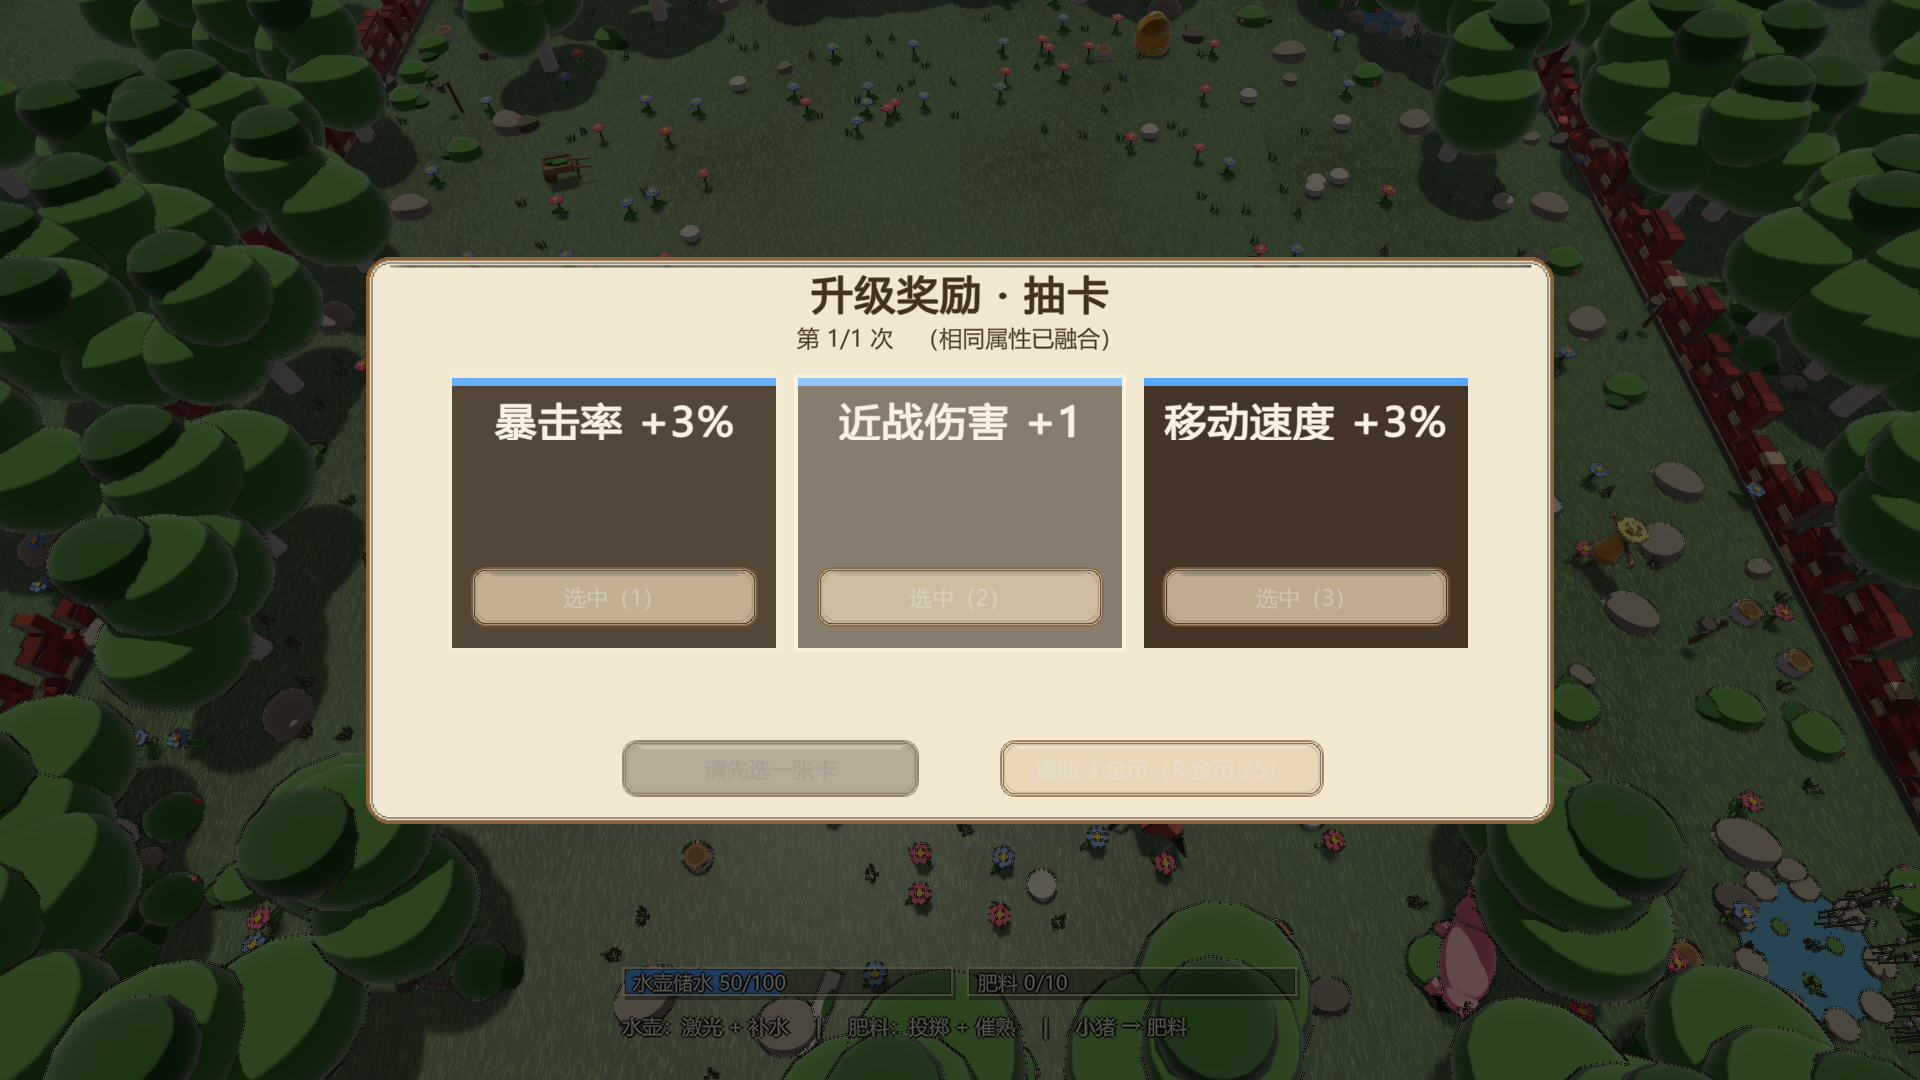 升级奖励 · 抽卡
第 1/1 次 （相同属性已融合）
暴击率 +3%
近战伤害 +1
移动速度 +3%
选中（1）
选中（2）
选中（3）
请先选一张卡
重抽 3 金币（R·金币 25）
水壶储水 50/100
肥料 0/10
水壶：激光 + 补水 | 肥料：投掷 + 催熟 | 小猪 → 肥料